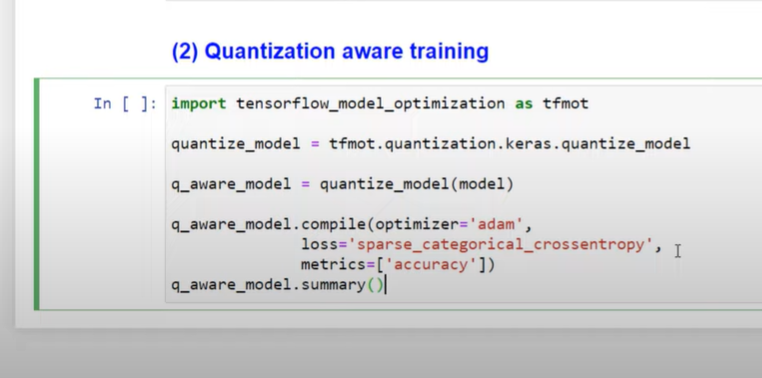 (2) Quantization aware training
In [ ]: import tensorflow_model_optimization as tfmot
quantize_model = tfmot.quantization.keras.quantize_model
q_aware_model = quantize_model(model)
q_aware_model.compile(optimizer='adam',
loss='sparse_categorical_crossentropy',
metrics=['accuracy'])
q_aware_model.summary()